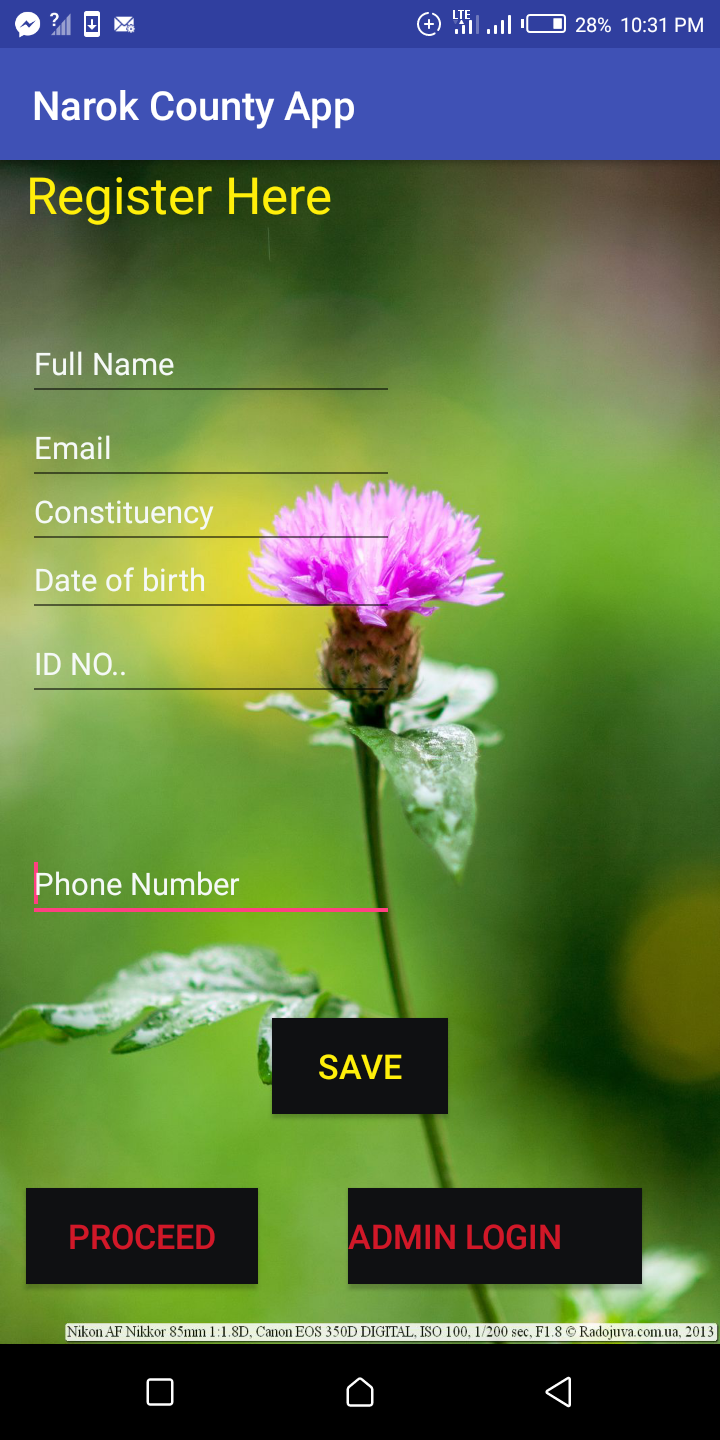 ? LTE 28% 10:31 PM
Narok County App
Register Here
Full Name
Email
Constituency
Date of birth
ID NO..
Phone Number
SAVE
PROCEED ADMIN LOGIN
Nikon AF Nikkor 85mm 1:1.8D, Canon EOS 350D DIGITAL, ISO 100, 1/200 sec, F1.8 © Radojuva.com.ua, 2013